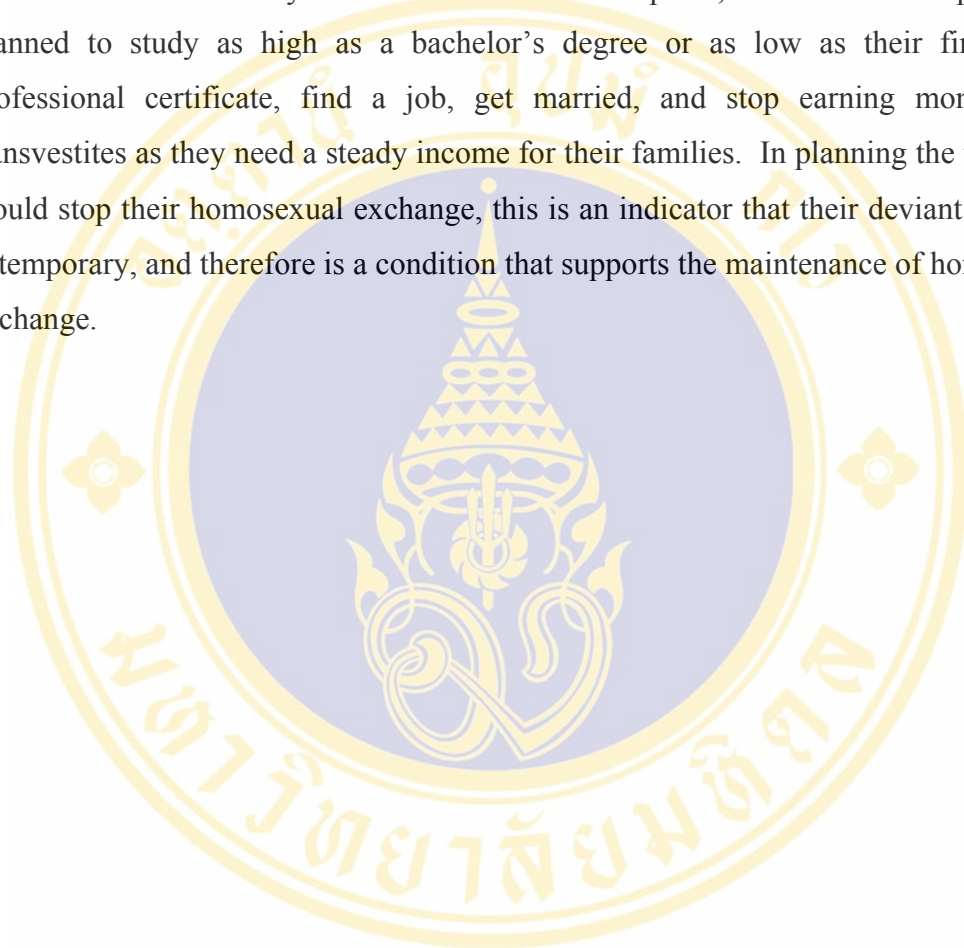 anned to study as high as a bachelor’s degree or as low as their fir
ofessional certificate, find a job, get married, and stop earning mor
ansvestites as they need a steady income for their families. In planning the
ould stop their homosexual exchange, this is an indicator that their deviant
temporary, and therefore is a condition that supports the maintenance of ho
change.
มหาวิทยาลัยมหิดล